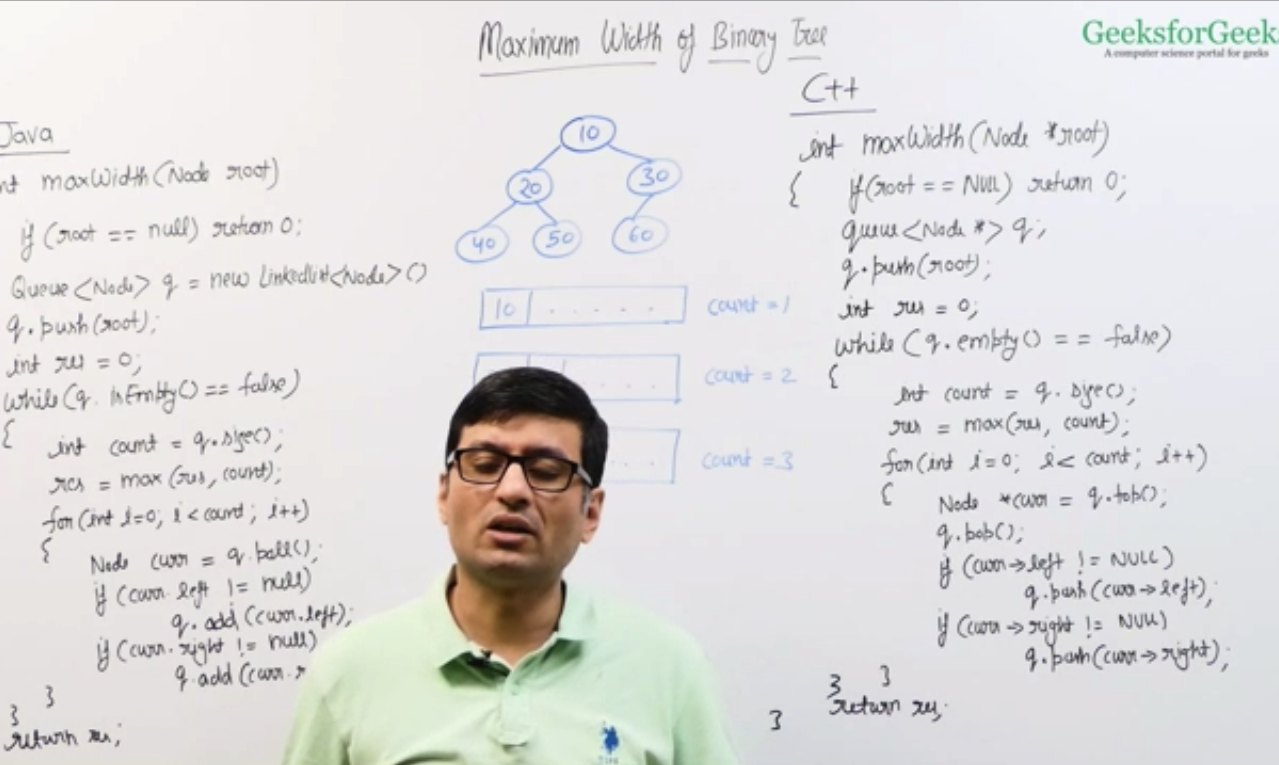 Maximum Width of Binary Tree
GeeksforGeek
A computer science portal for geeks
Java
nt maxWidth(Node root)
if (root == null) return 0;
Queue<Node> q = new LinkedList<Node>()
q.push(root);
int res = 0;
while(q. IsEmpty() == false)
{
int count = q.size();
res = max (res, count);
for (int i=0; i < count; i++)
{
Node curr = q.poll();
if (curr.left != null)
q.add (curr.left);
if (curr.right != null)
q.add (curr.r
}
}
return res;
10
20
30
40
50
60
10 . . . . .
count = 1
. . . .
count = 2
. . .
count = 3
C++
int maxWidth(Node *root)
{
if(root == NULL) return 0;
queue<Node *> q;
q.push(root);
int res = 0;
while (q.empty() == false)
{
int count = q.size();
res = max(res, count);
for(int i=0; i< count; i++)
{
Node *curr = q.top();
q.pop();
if (curr->left != NULL)
q.push(curr->left);
if (curr->right != NULL)
q.push(curr->right);
}
}
return res;
}